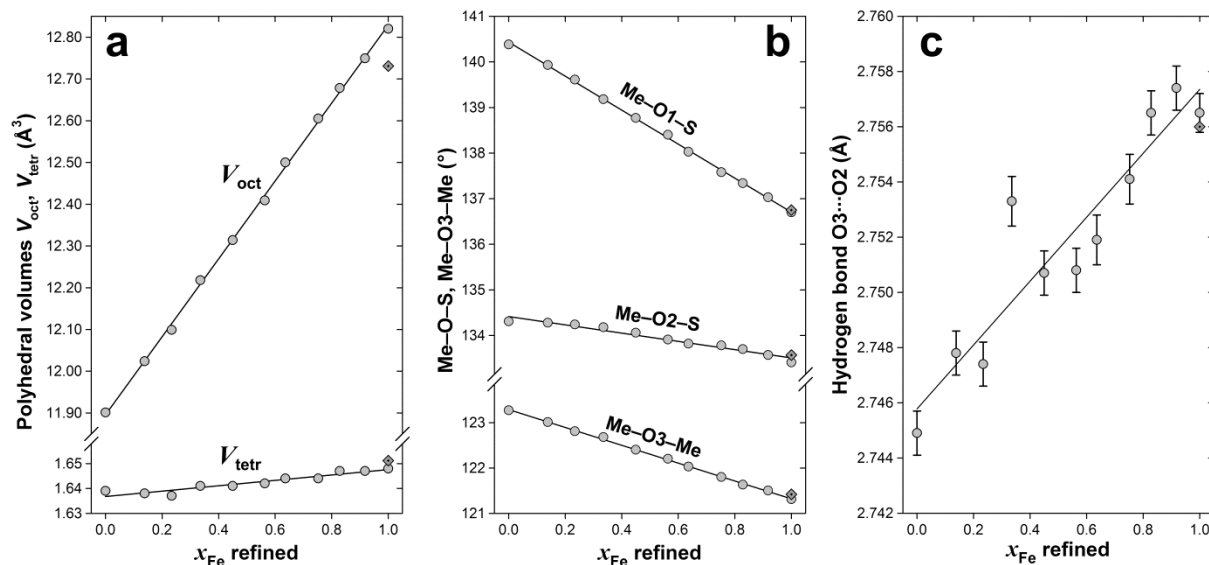 a
Polyhedral volumes Voct, Vtetr (Å³)
12.80
12.70
12.60
12.50
12.40
12.30
12.20
12.10
12.00
11.90
1.65
1.64
1.63
Voct
Vtetr
0.0 0.2 0.4 0.6 0.8 1.0
xFe refined
b
Me–O–S, Me–O3–Me (°)
140
139
138
137
136
135
134
123
122
121
Me–O1–S
Me–O2–S
Me–O3–Me
0.0 0.2 0.4 0.6 0.8 1.0
xFe refined
c
Hydrogen bond O3···O2 (Å)
2.760
2.758
2.756
2.754
2.752
2.750
2.748
2.746
2.744
2.742
0.0 0.2 0.4 0.6 0.8 1.0
xFe refined